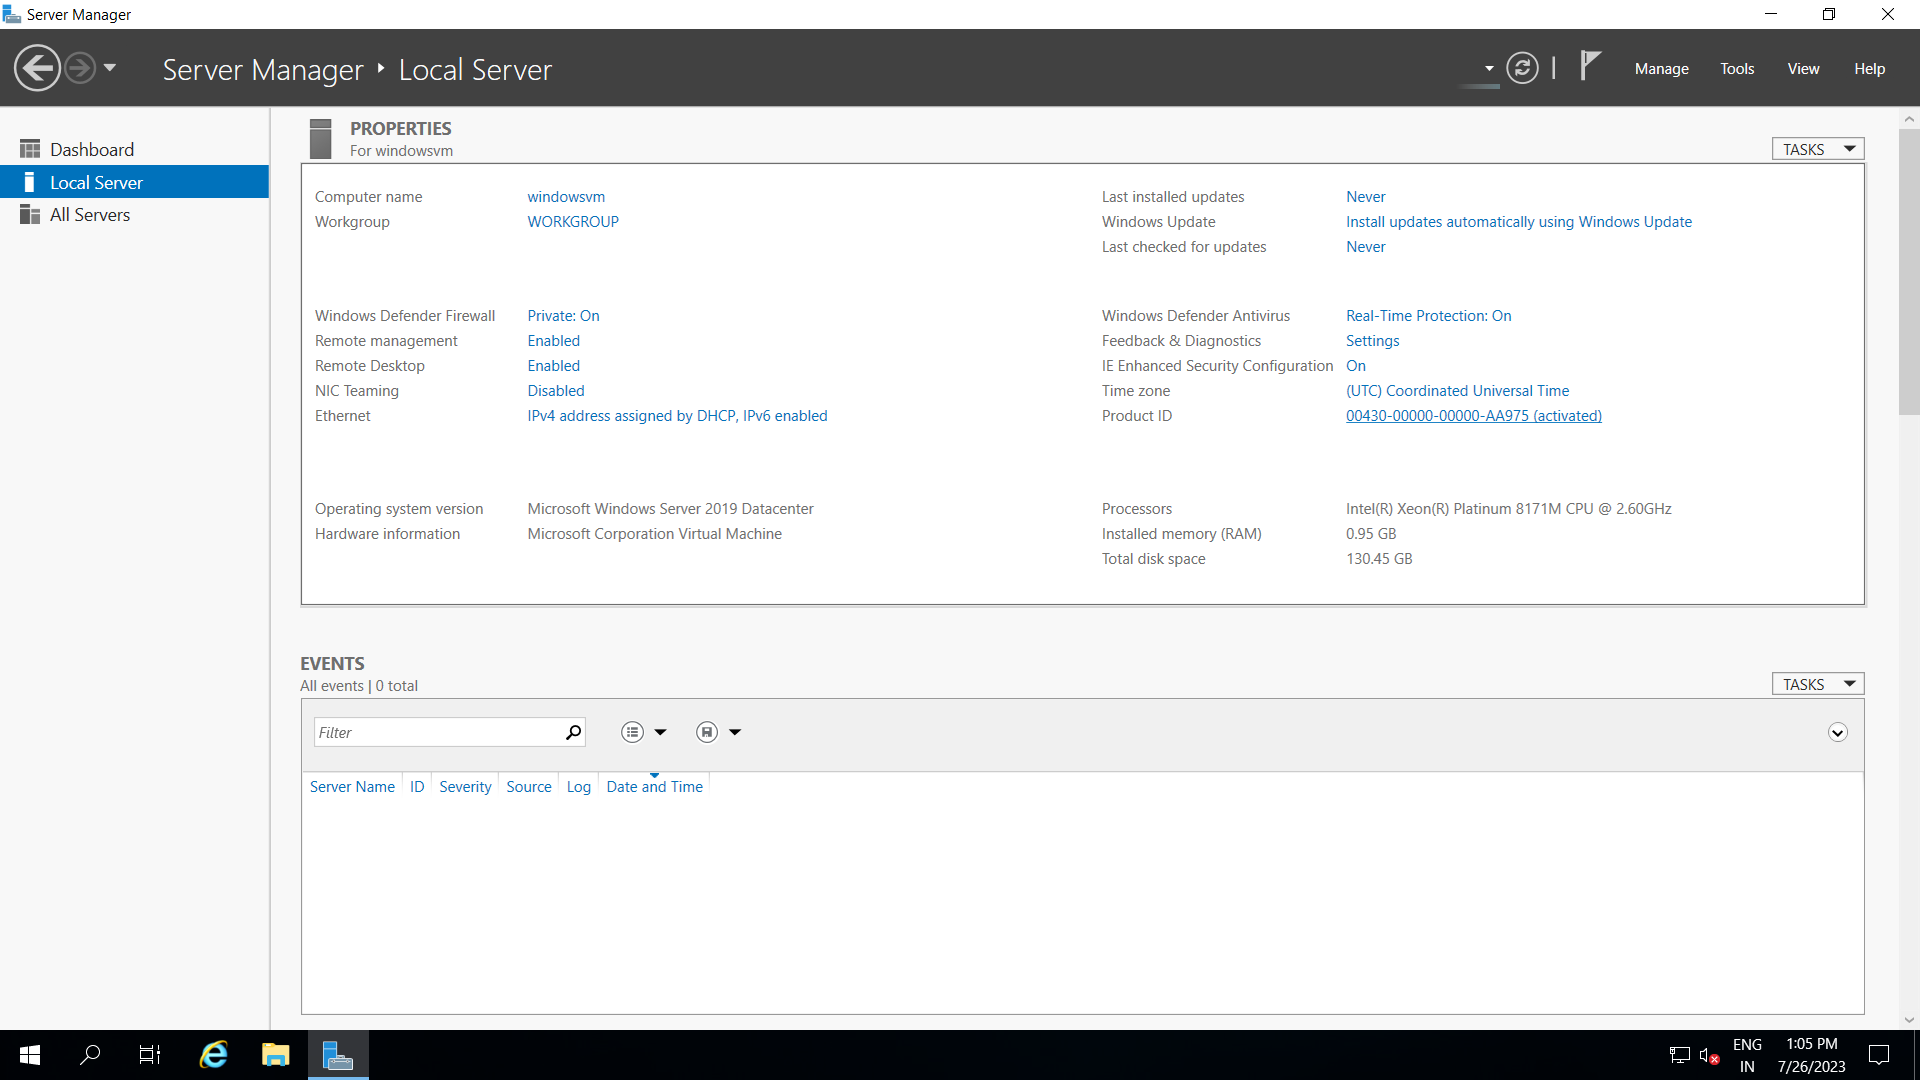 Server Manager
Server Manager ‣ Local Server
Manage Tools View Help
Dashboard
Local Server
All Servers
PROPERTIES
For windowsvm
TASKS
Computer name windowsvm
Workgroup WORKGROUP
Last installed updates Never
Windows Update Install updates automatically using Windows Update
Last checked for updates Never
Windows Defender Firewall Private: On
Remote management Enabled
Remote Desktop Enabled
NIC Teaming Disabled
Ethernet IPv4 address assigned by DHCP, IPv6 enabled
Windows Defender Antivirus Real-Time Protection: On
Feedback & Diagnostics Settings
IE Enhanced Security Configuration On
Time zone (UTC) Coordinated Universal Time
Product ID 00430-00000-00000-AA975 (activated)
Operating system version Microsoft Windows Server 2019 Datacenter
Hardware information Microsoft Corporation Virtual Machine
Processors Intel(R) Xeon(R) Platinum 8171M CPU @ 2.60GHz
Installed memory (RAM) 0.95 GB
Total disk space 130.45 GB
EVENTS
All events | 0 total
TASKS
Filter
Server Name ID Severity Source Log Date and Time
ENG
IN
1:05 PM
7/26/2023